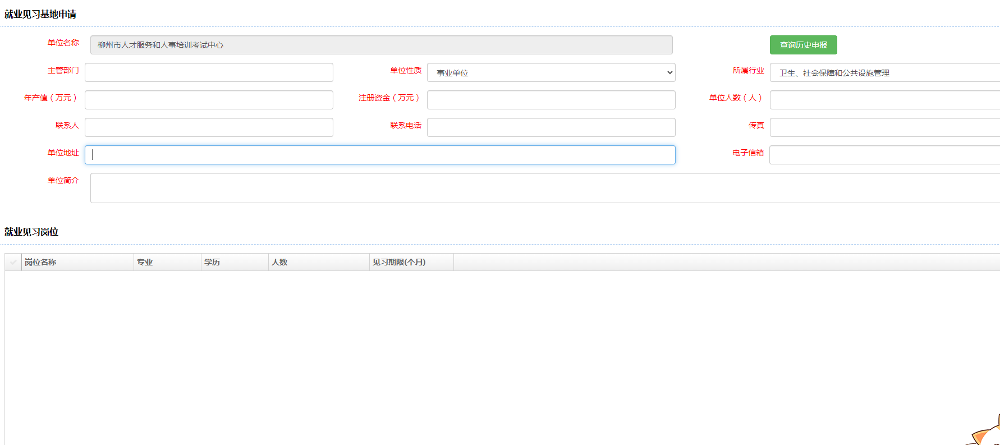 就业见习基地申请
单位名称 柳州市人才服务和人事培训考试中心 查询历史申报
主管部门 单位性质 事业单位 所属行业 卫生、社会保障和公共设施管理
年产值（万元） 注册资金（万元） 单位人数（人）
联系人 联系电话 传真
单位地址 电子信箱
单位简介
就业见习岗位
岗位名称 专业 学历 人数 见习期限(个月)